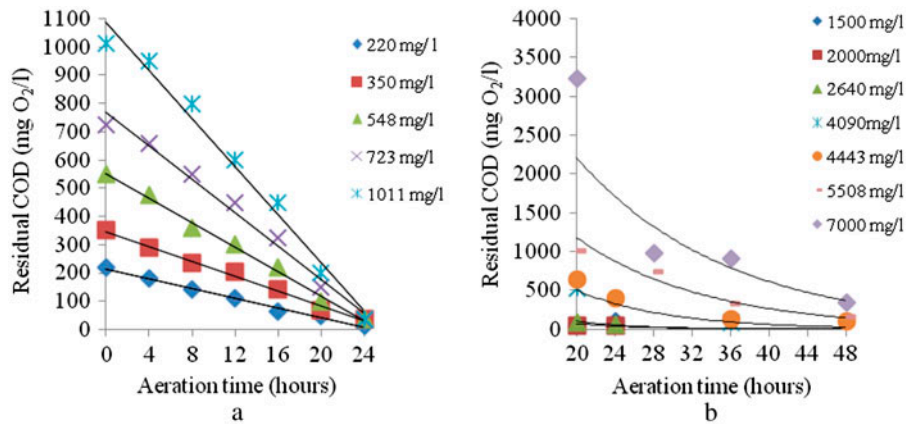 Residual COD (mg O₂/l)
1100
1000
900
800
700
600
500
400
300
200
100
0
0 4 8 12 16 20 24
Aeration time (hours)
a
220 mg/l
350 mg/l
548 mg/l
723 mg/l
1011 mg/l
b
Residual COD (mg O₂/l)
4000
3500
3000
2500
2000
1500
1000
500
0
20 24 28 32 36 40 44 48
Aeration time (hours)
b
1500 mg/l
2000mg/l
2640 mg/l
4090mg/l
4443 mg/l
5508 mg/l
7000 mg/l